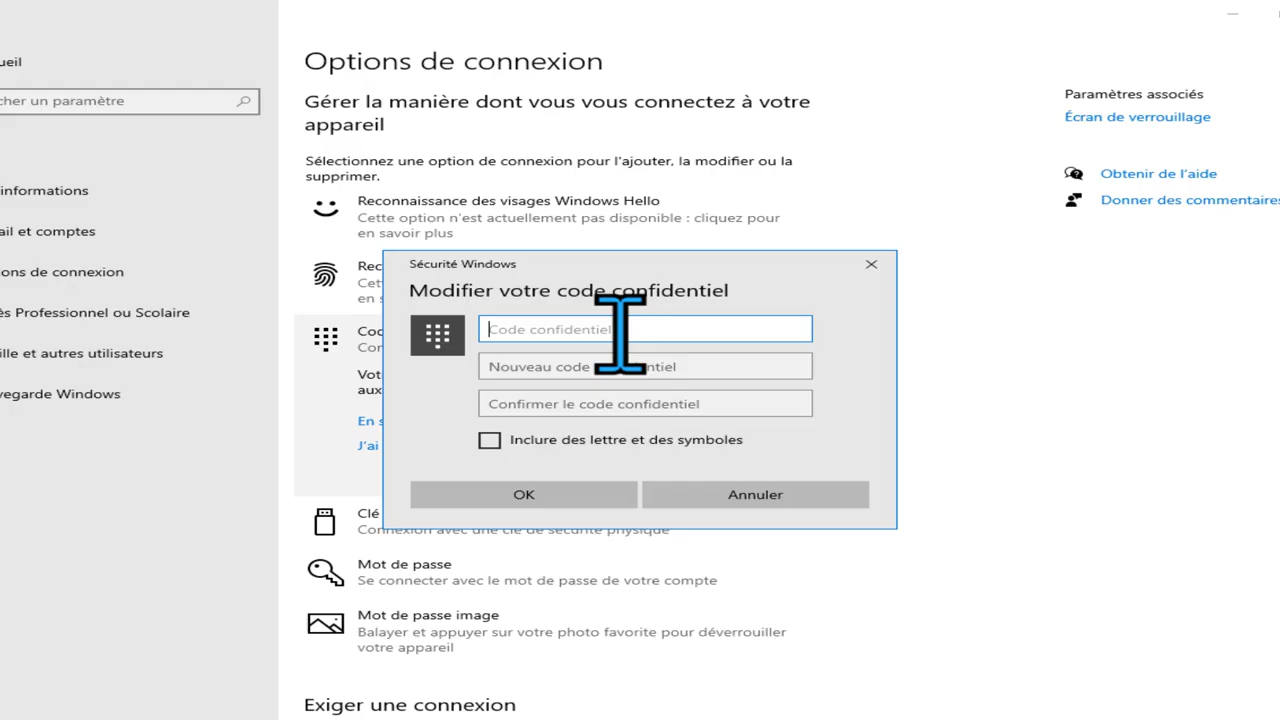 ueil
cher un paramètre
informations
ail et comptes
ons de connexion
ès Professionnel ou Scolaire
ille et autres utilisateurs
vegarde Windows
Options de connexion
Gérer la manière dont vous vous connectez à votre
appareil
Sélectionnez une option de connexion pour l'ajouter, la modifier ou la
supprimer.
Reconnaissance des visages Windows Hello
Cette option n'est actuellement pas disponible : cliquez pour
en savoir plus
Rec
Cet
en s
Coc
Cor
Vot
aux
En s
J'ai
Sécurité Windows
Modifier votre code confidentiel
Code confidentiel
Nouveau code ntiel
Confirmer le code confidentiel
Inclure des lettre et des symboles
OK
Annuler
Clé
Connexion avec une clé de sécurité physique
Mot de passe
Se connecter avec le mot de passe de votre compte
Mot de passe image
Balayer et appuyer sur votre photo favorite pour déverrouiller
votre appareil
Exiger une connexion
Paramètres associés
Écran de verrouillage
Obtenir de l'aide
Donner des commentaires